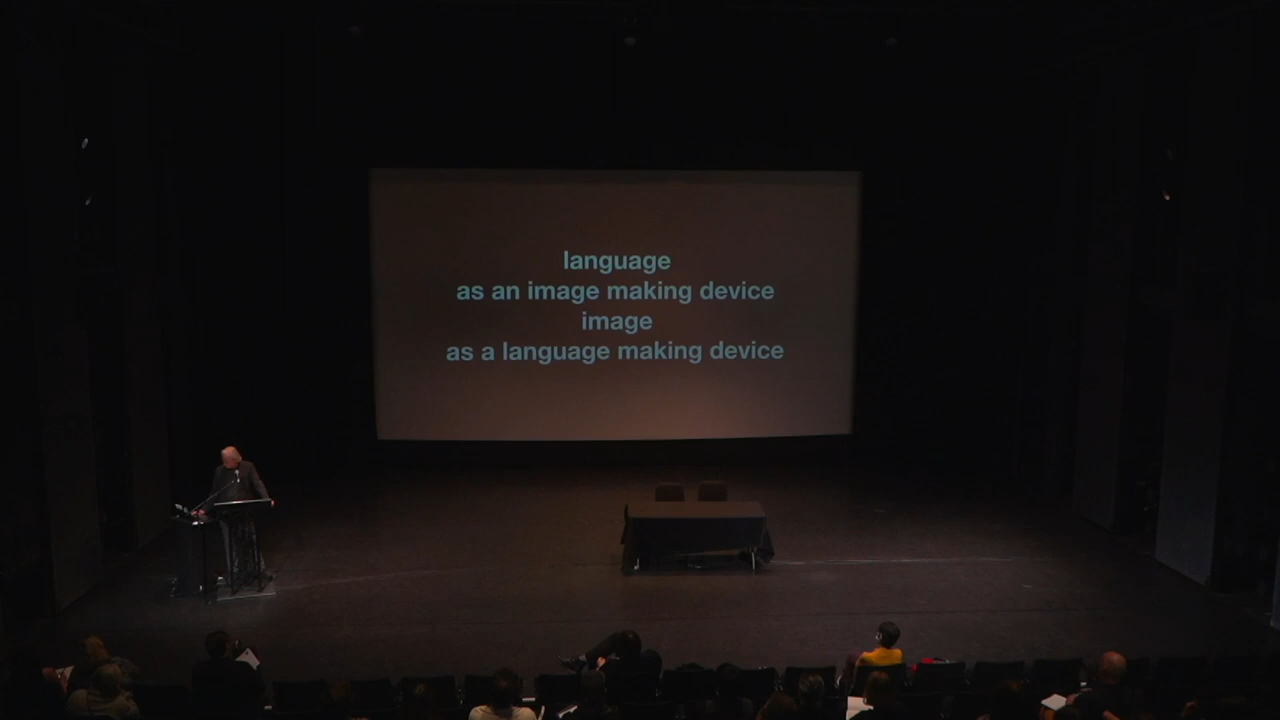 language
as an image making device
image
as a language making device